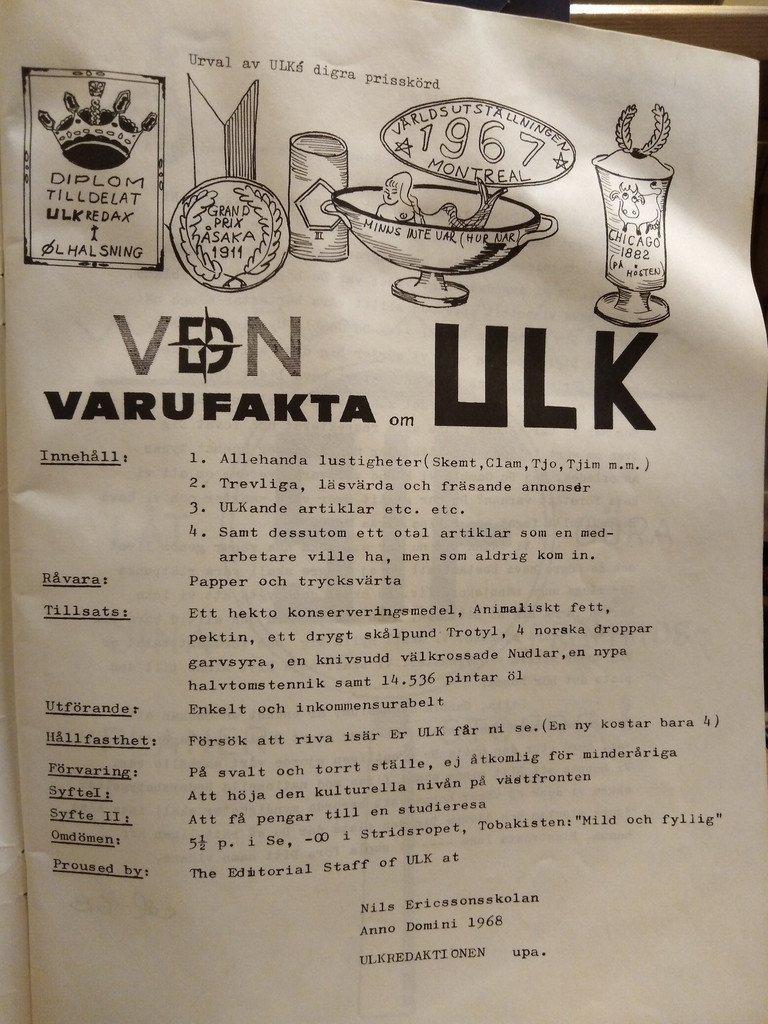 Urval av ULKś digra prisskörd
DIPLOM
TILLDELAT
ULKREDAX
I
ØLHALSNING
GRAND
PRIX
ÅSAKA
1911
II
VÄRLDSUTSTÄLLNINGEN
1967
MONTREAL
MINNS INTE VAR (HUR NÄR)
CHICAGO
1882
(PÅ HÖSTEN)
VDN
VARUFAKTA om ULK
Innehåll: 1. Allehanda lustigheter(Skemt,Glam,Tjo,Tjim m.m.)
2. Trevliga, läsvärda och fräsande annonser
3. ULKande artiklar etc. etc.
4. Samt dessutom ett otal artiklar som en med-
arbetare ville ha, men som aldrig kom in.
Råvara: Papper och trycksvärta
Tillsats: Ett hekto konserveringsmedel, Animaliskt fett,
pektin, ett drygt skålpund Trotyl, 4 norska droppar
garvsyra, en knivsudd välkrossade Nudlar,en nypa
halvtomstennik samt 14.536 pintar öl
Utförande: Enkelt och inkommensurabelt
Hållfasthet: Försök att riva isär Er ULK får ni se.(En ny kostar bara 4)
Förvaring: På svalt och torrt ställe, ej åtkomlig för minderåriga
SyfteI: Att höja den kulturella nivån på västfronten
Syfte II: Att få pengar till en studieresa
Omdömen: 5½ p. i Se, -∞ i Stridsropet, Tobakisten:"Mild och fyllig"
Proused by: The Editorial Staff of ULK at
Nils Ericssonsskolan
Anno Domini 1968
ULKREDAKTIONEN upa.